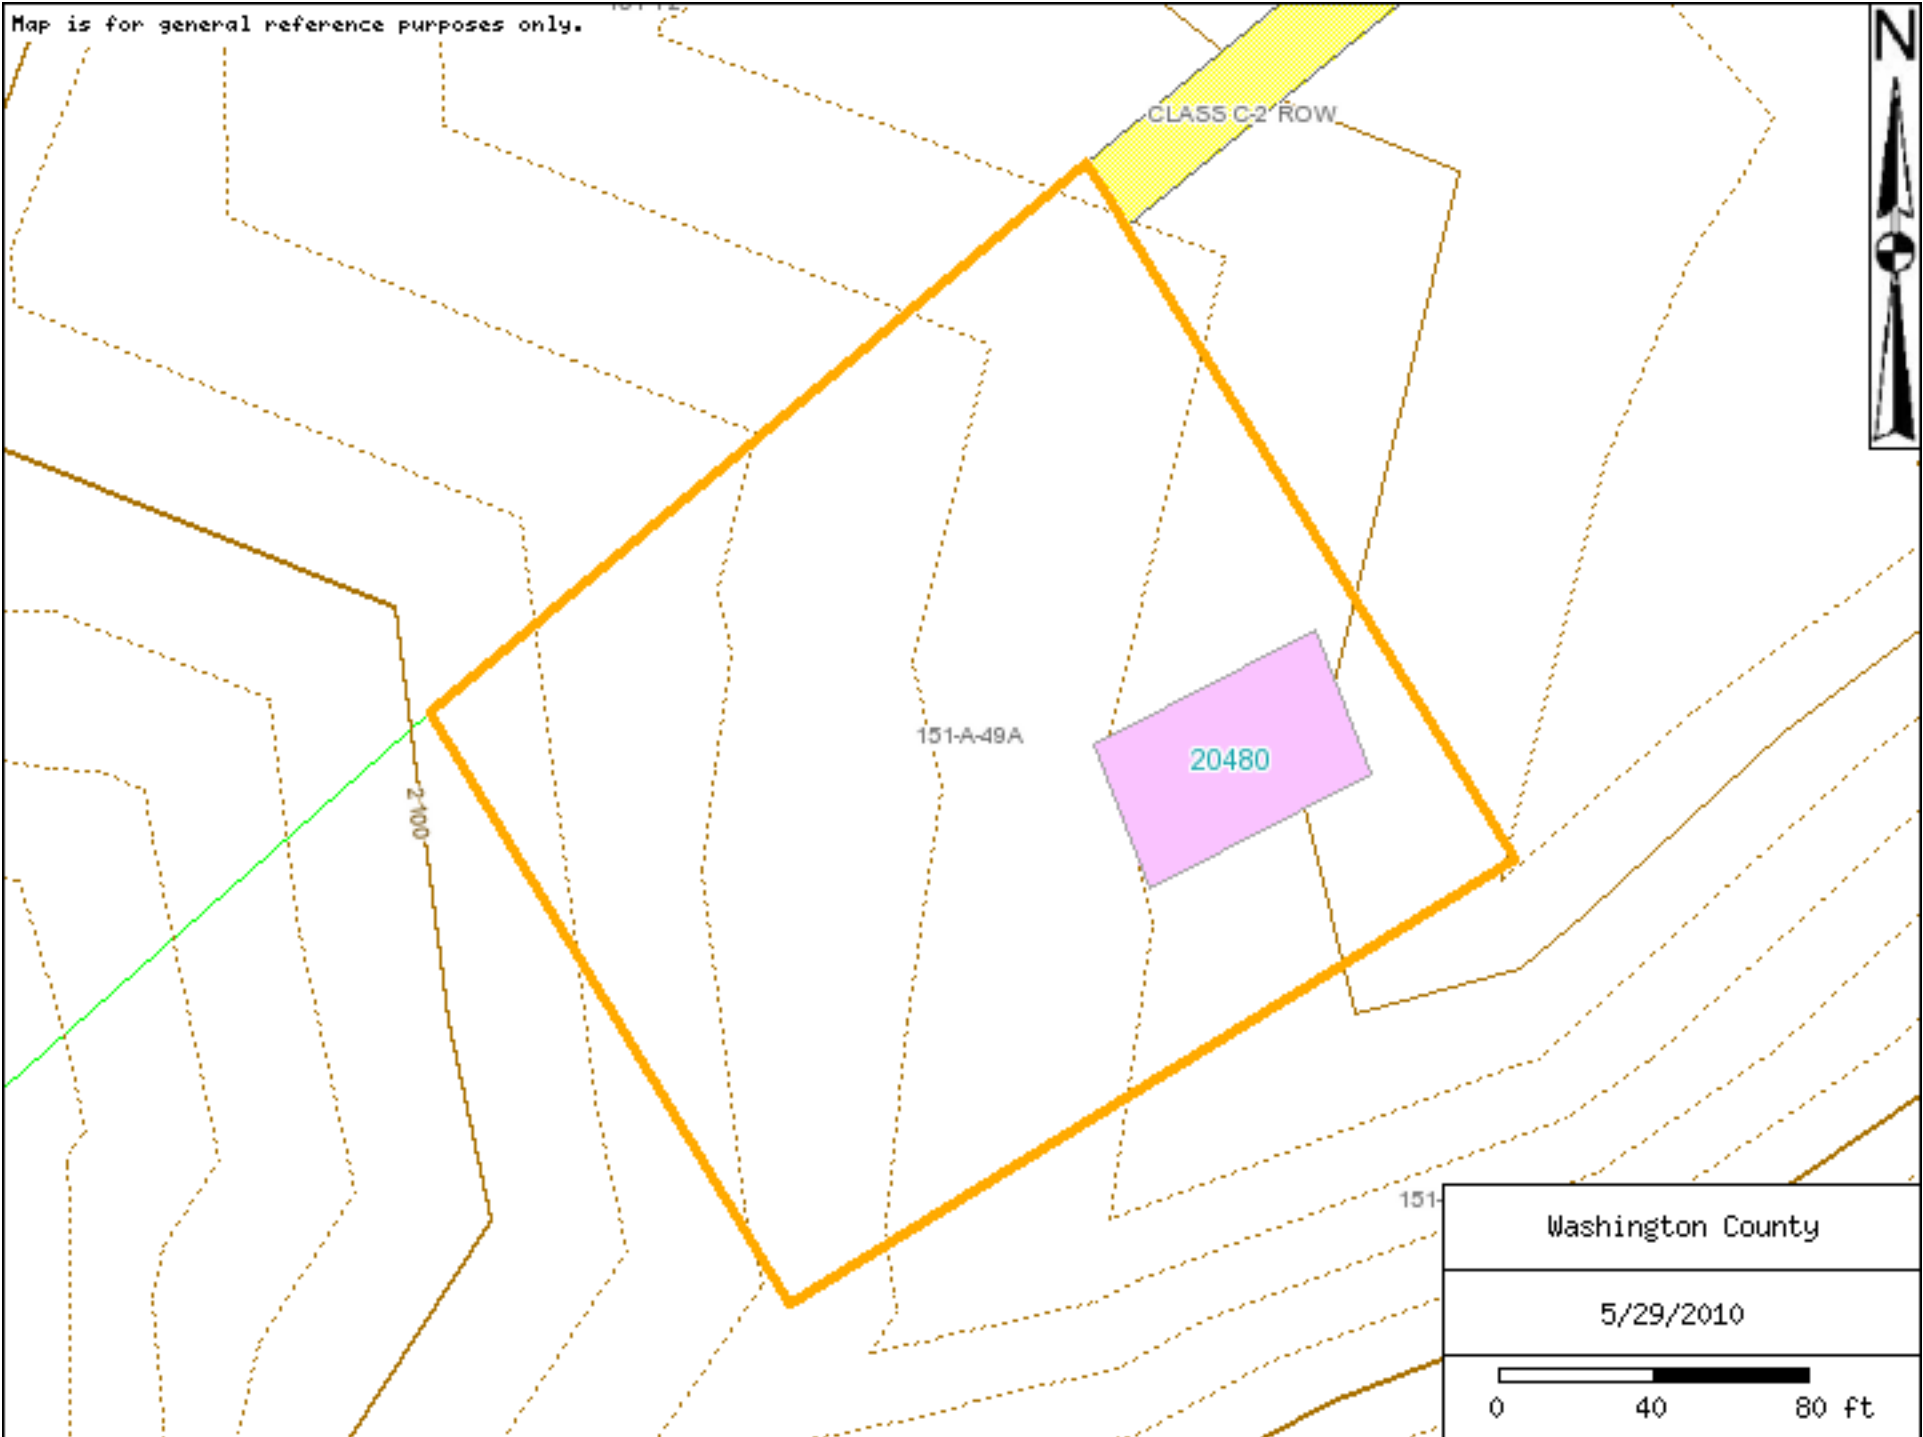 Map is for general reference purposes only.
N
CLASS C-2 ROW
151-A-49A
20480
2100
151-
Washington County
5/29/2010
0 40 80 ft